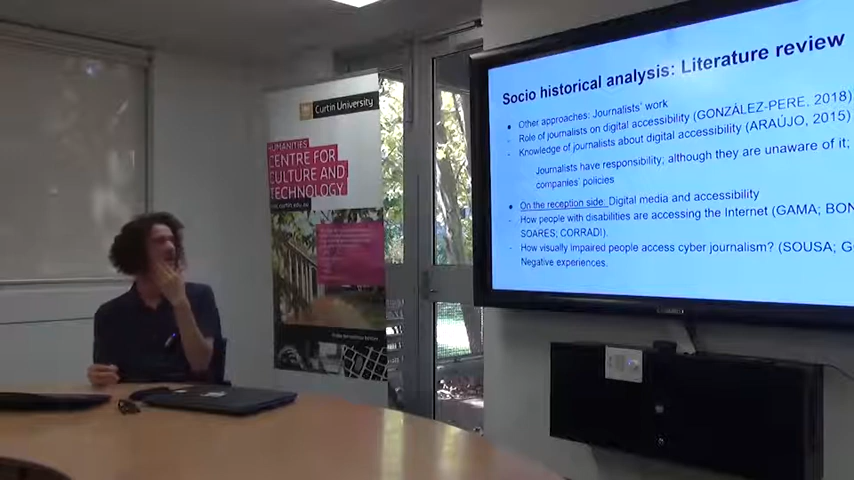 Socio historical analysis: Literature review
Other approaches: Journalists' work
Role of journalists on digital accessibility (GONZÁLEZ-PERE, 2018)
Knowledge of journalists about digital accessibility (ARAÚJO, 2015)
Journalists have responsibility, although they are unaware of it;
companies' policies
On the reception side Digital media and accessibility
How people with disabilities are accessing the Internet (GAMA; BON
SOARES; CORRADI).
How visually impaired people access cyber journalism? (SOUSA; G
Negative experiences.
Curtin University
HUMANITIES
CENTRE FOR
CULTURE AND
TECHNOLOGY